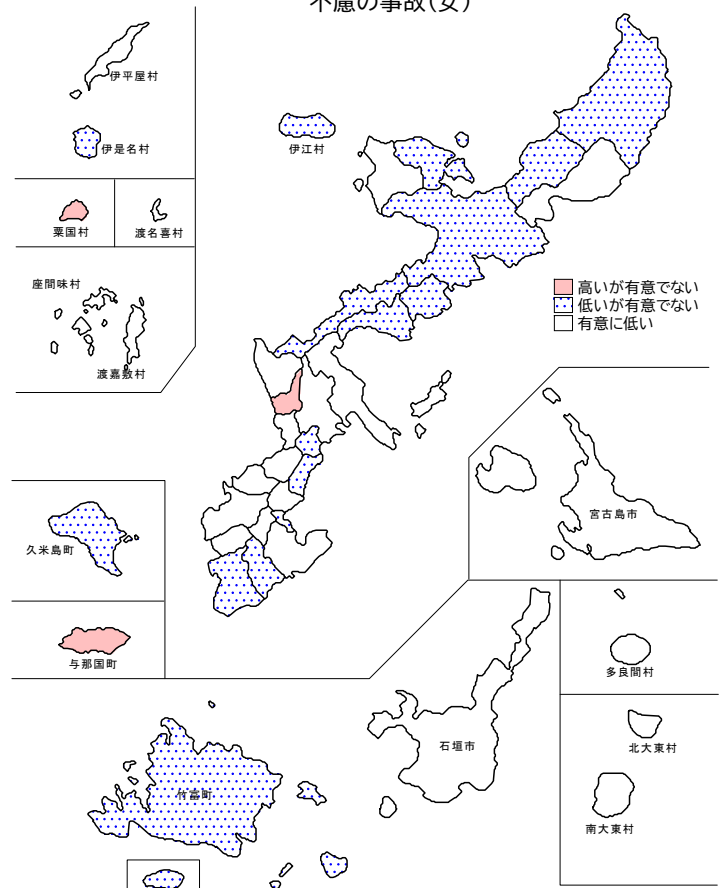 不慮の事故(女)
伊平屋村
伊是名村
伊江村
粟国村
渡名喜村
座間味村
渡嘉敷村
高いが有意でない
低いが有意でない
有意に低い
宮古島市
久米島町
与那国町
多良間村
北大東村
石垣市
竹富町
南大東村